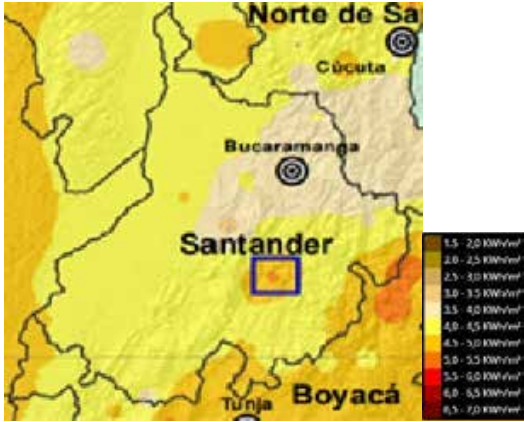 Norte de Sa
Cúcuta
Bucaramanga
Santander
Boyacá
Tunja
1.5 - 2,0 KWh/m²
2.0 - 2,5 KWh/m²
2.5 - 3,0 KWh/m²
3.0 - 3.5 KWh/m²
3.5 - 4,0 KWh/m²
4,0 - 4,5 KWh/m²
4.5 - 5,0 KWh/m²
5.0 - 5,5 KWh/m²
5.5 - 6,0 KWh/m²
6,0 - 6,5 KWh/m²
6,5 - 7,0 KWh/m²